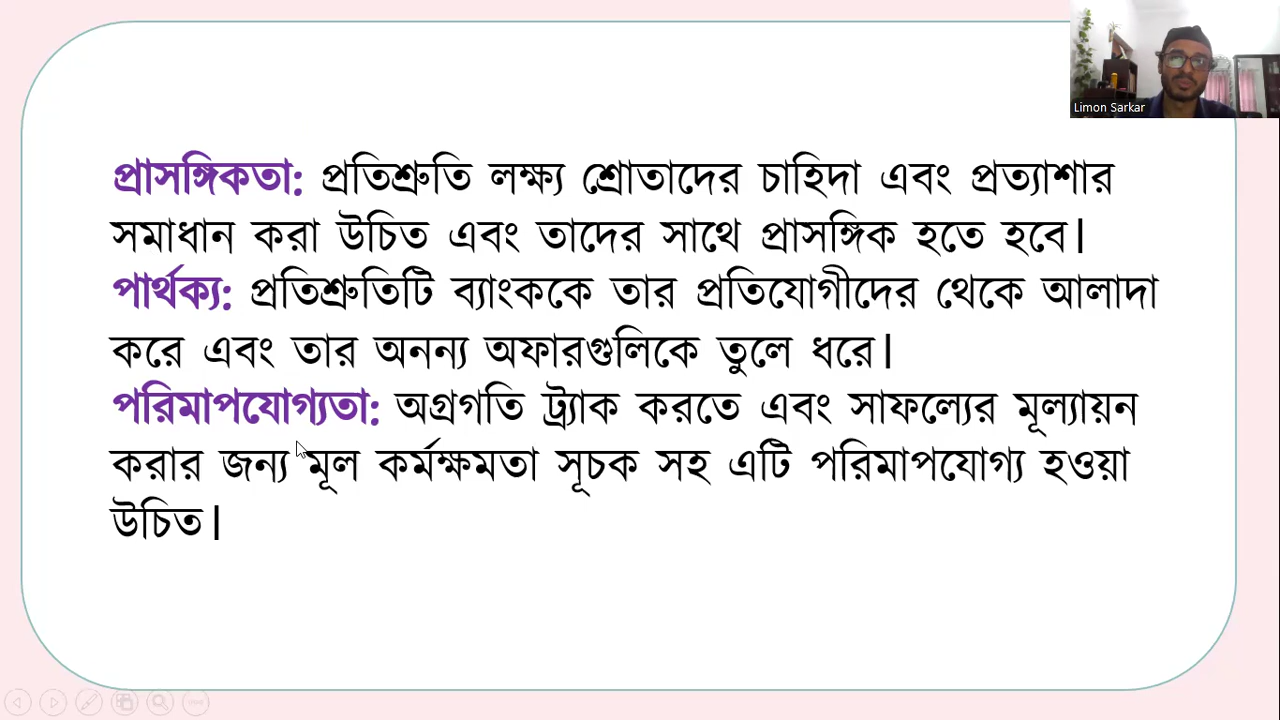 Limon Sarkar
প্রাসঙ্গিকতা: প্রতিশ্রুতি লক্ষ্য শ্রোতাদের চাহিদা এবং প্রত্যাশার
সমাধান করা উচিত এবং তাদের সাথে প্রাসঙ্গিক হতে হবে।
পার্থক্য: প্রতিশ্রুতিটি ব্যাংককে তার প্রতিযোগীদের থেকে আলাদা
করে এবং তার অনন্য অফারগুলিকে তুলে ধরে।
পরিমাপযোগ্যতা: অগ্রগতি ট্র্যাক করতে এবং সাফল্যের মূল্যায়ন
করার জন্য মূল কর্মক্ষমতা সূচক সহ এটি পরিমাপযোগ্য হওয়া
উচিত।